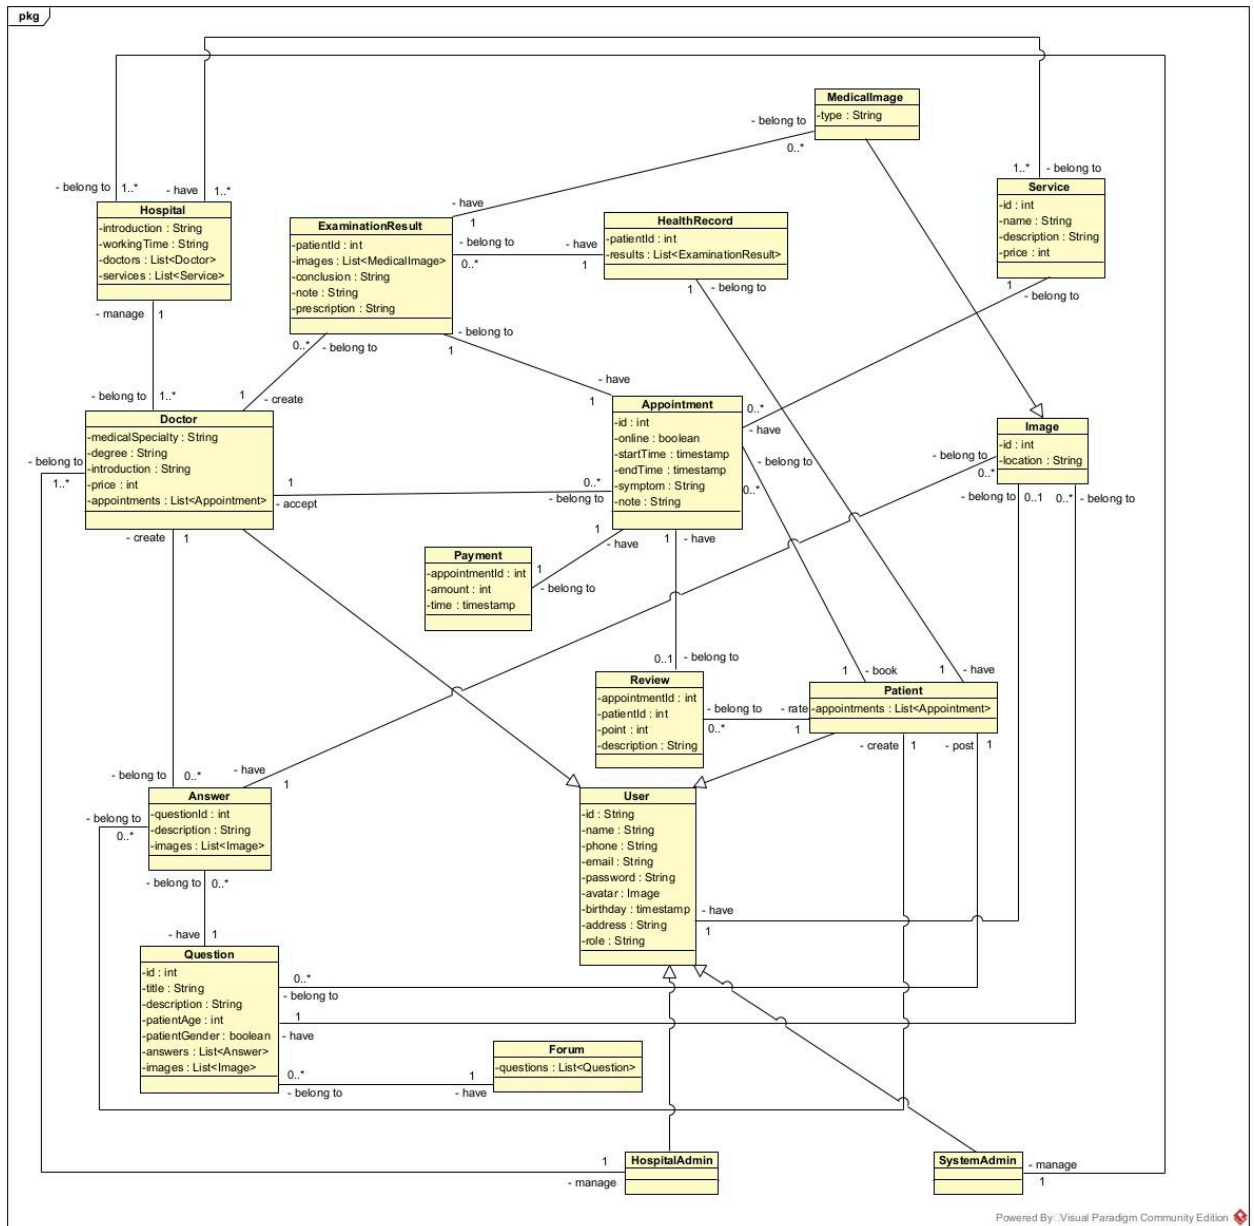 pkg
MedicalImage
-type : String
- belong to
0..*
- belong to
1..*
- have
1..*
1..*
- belong to
Hospital
-introduction : String
-workingTime : String
-doctors : List<Doctor>
-services : List<Service>
- manage
1
ExaminationResult
-patientId : int
-images : List<MedicalImage>
-conclusion : String
-note : String
-prescription : String
- have
1
- belong to
0..*
- have
1
HealthRecord
-patientId : int
-results : List<ExaminationResult>
1
- belong to
Service
-id : int
-name : String
-description : String
-price : int
1
- belong to
0..*
- belong to
- belong to
1
- have
1
- belong to
1..*
1
- create
Doctor
-medicalSpecialty : String
-degree : String
-introduction : String
-price : int
-appointments : List<Appointment>
- belong to
1..*
1
- accept
0..*
- belong to
Appointment
-id : int
-online : boolean
-startTime : timestamp
-endTime : timestamp
-symptom : String
-note : String
0..*
- have
- belong to
0..*
Image
-id : int
-location : String
- belong to
0..*
- belong to
0..1
0..*
- belong to
- create
1
1
- have
1
- have
Payment
-appointmentId : int
-amount : int
-time : timestamp
1
- belong to
0..1
- belong to
1
- book
1
- have
Review
-appointmentId : int
-patientId : int
-point : int
-description : String
- belong to
0..*
- rate
1
Patient
-appointments : List<Appointment>
- create
1
- post
1
- belong to
0..*
- have
1
Answer
-questionId : int
-description : String
-images : List<Image>
- belong to
0..*
- belong to
0..*
User
-id : String
-name : String
-phone : String
-email : String
-password : String
-avatar : Image
-birthday : timestamp
-address : String
-role : String
- have
1
- have
1
Question
-id : int
-title : String
-description : String
-patientAge : int
-patientGender : boolean
-answers : List<Answer>
-images : List<Image>
0..*
- belong to
1
- have
0..*
- belong to
1
- have
Forum
-questions : List<Question>
1
- manage
HospitalAdmin
SystemAdmin
- manage
1
Powered By Visual Paradigm Community Edition